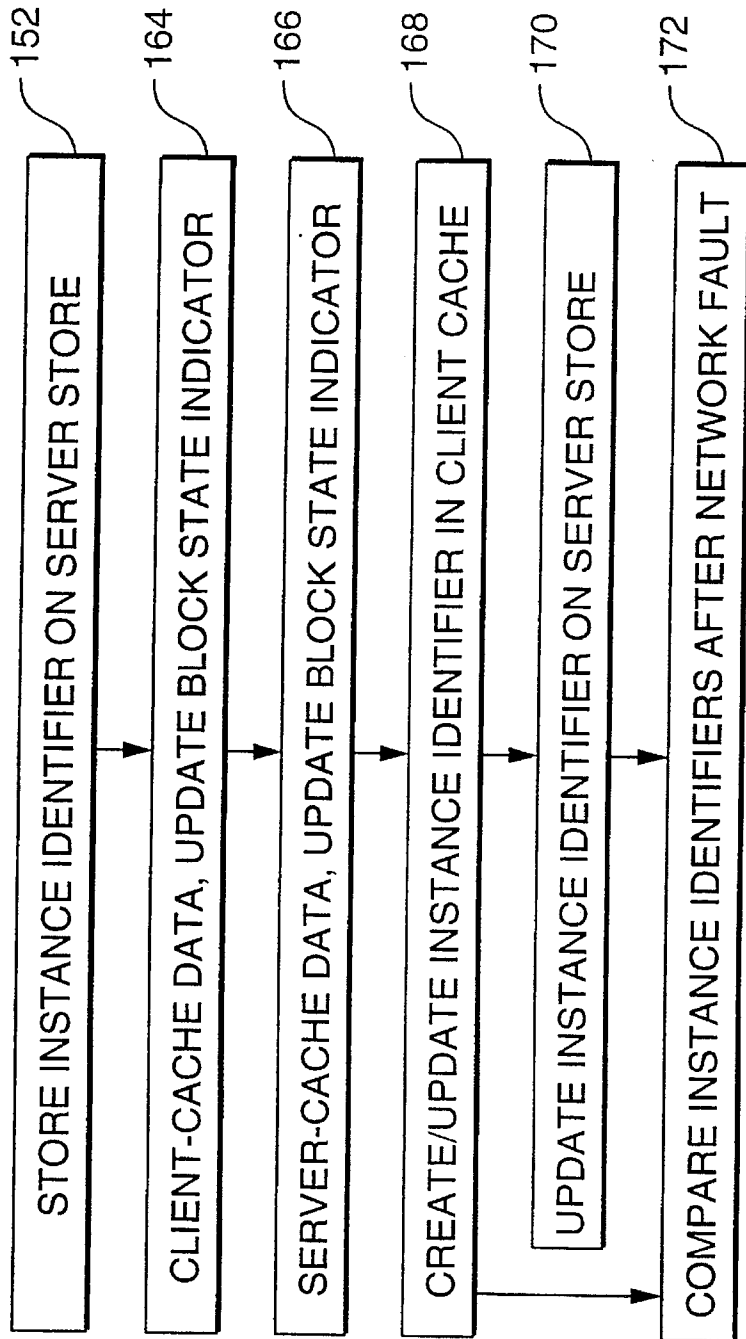 STORE INSTANCE IDENTIFIER ON SERVER STORE
152
CLIENT-CACHE DATA, UPDATE BLOCK STATE INDICATOR
164
SERVER-CACHE DATA, UPDATE BLOCK STATE INDICATOR
166
CREATE/UPDATE INSTANCE IDENTIFIER IN CLIENT CACHE
168
UPDATE INSTANCE IDENTIFIER ON SERVER STORE
170
COMPARE INSTANCE IDENTIFIERS AFTER NETWORK FAULT
172